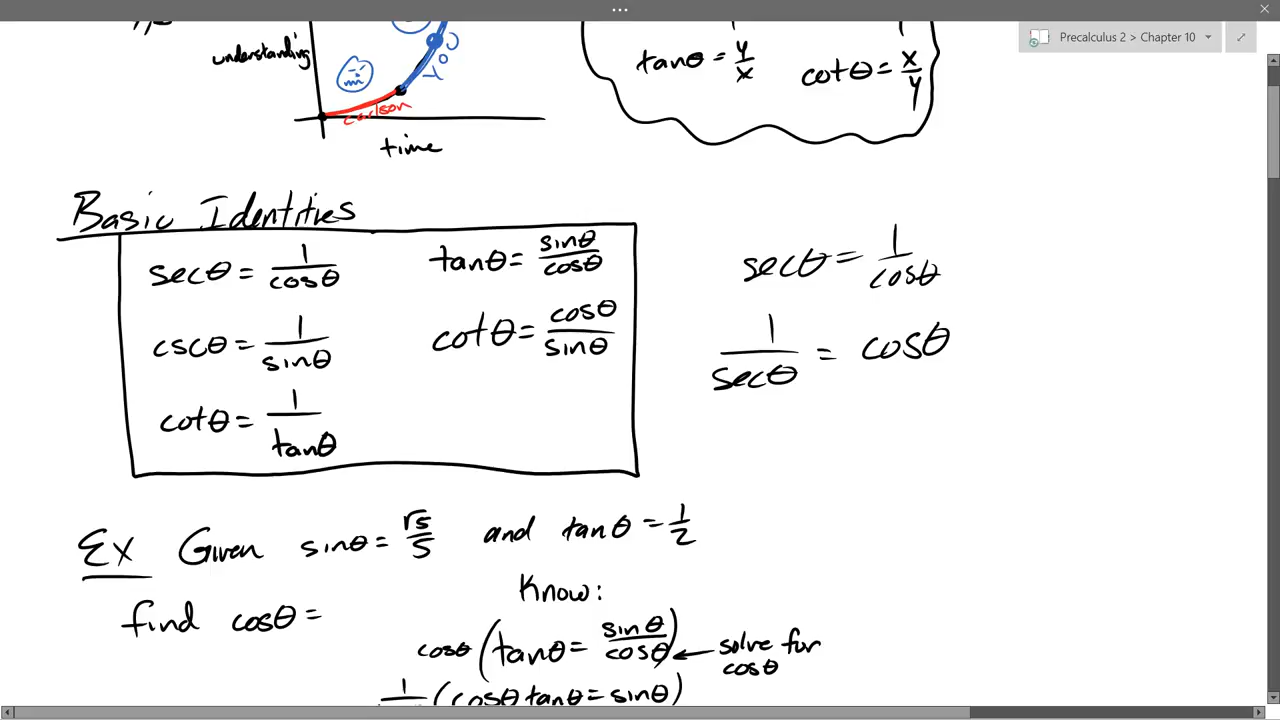 ...
Precalculus 2 > Chapter 10
understanding
carlson
time
tanθ = y/x
cotθ = x/y
Basic Identities
secθ = 1/cosθ
tanθ = sinθ/cosθ
cscθ = 1/sinθ
cotθ = cosθ/sinθ
cotθ = 1/tanθ
secθ = 1/cosθ
1/secθ = cosθ
Ex Given sinθ = √5/5 and tanθ = 1/2
find cosθ =
Know:
cosθ (tanθ = sinθ/cosθ) ← solve for cosθ
(cosθ tanθ = sinθ)